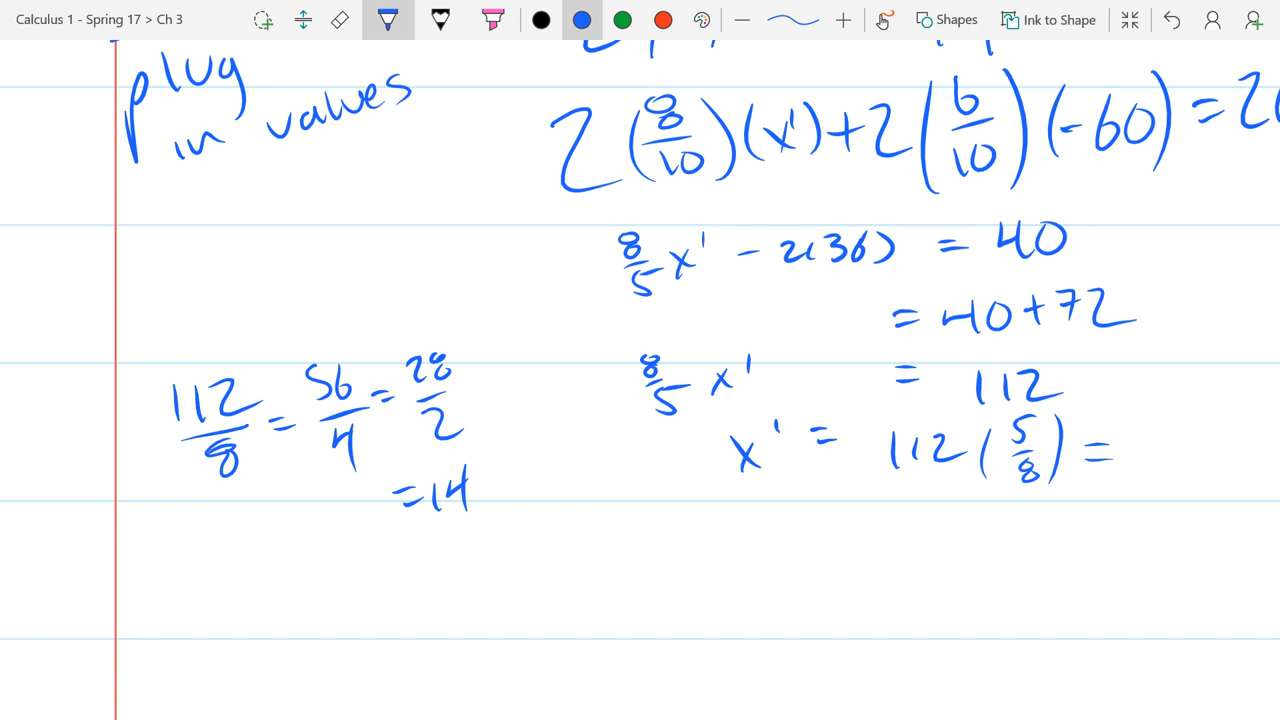 Calculus 1 - Spring 17 > Ch 3
Shapes
Ink to Shape
plug
in values
2(8/10)(x')+2(6/10)(-60)=2
8/5 x' - 2(36) = 40
= 40+72
8/5 x' = 112
x' = 112(5/8) =
112/8 = 56/4 = 28/2
=14